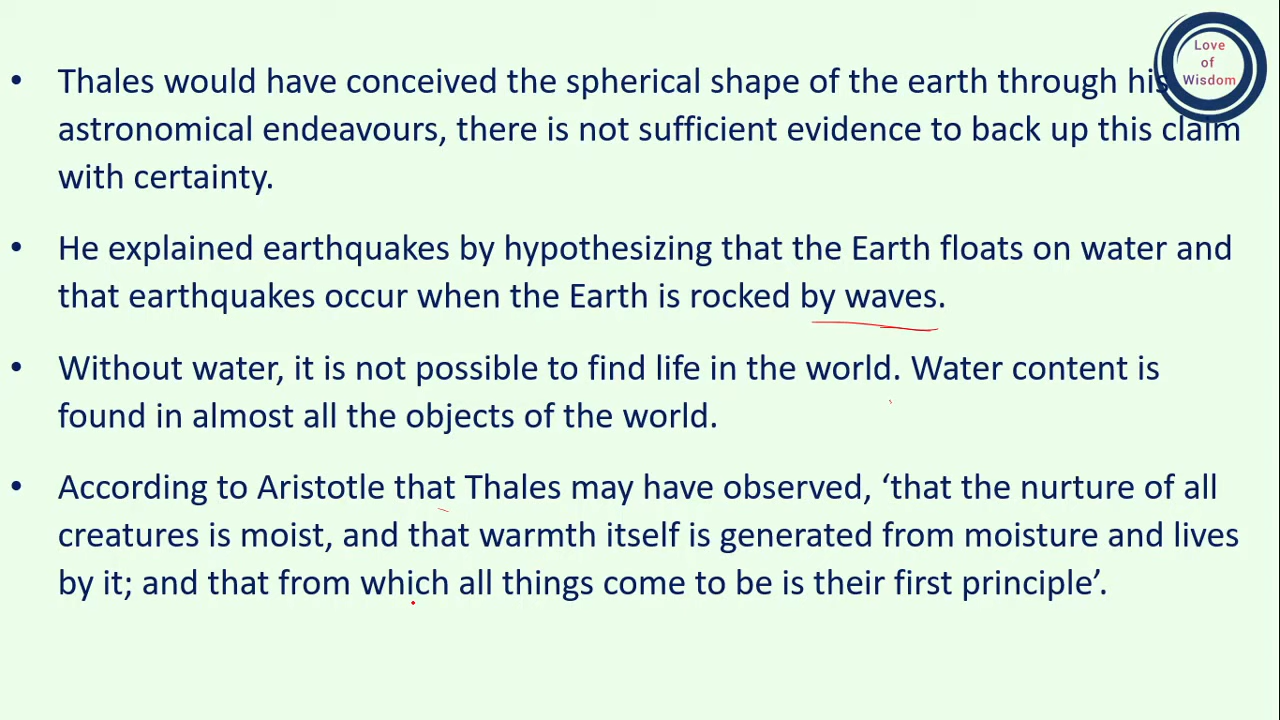 Love
of
Wisdom
• Thales would have conceived the spherical shape of the earth through his
astronomical endeavours, there is not sufficient evidence to back up this claim
with certainty.
• He explained earthquakes by hypothesizing that the Earth floats on water and
that earthquakes occur when the Earth is rocked by waves.
• Without water, it is not possible to find life in the world. Water content is
found in almost all the objects of the world.
• According to Aristotle that Thales may have observed, ‘that the nurture of all
creatures is moist, and that warmth itself is generated from moisture and lives
by it; and that from which all things come to be is their first principle’.